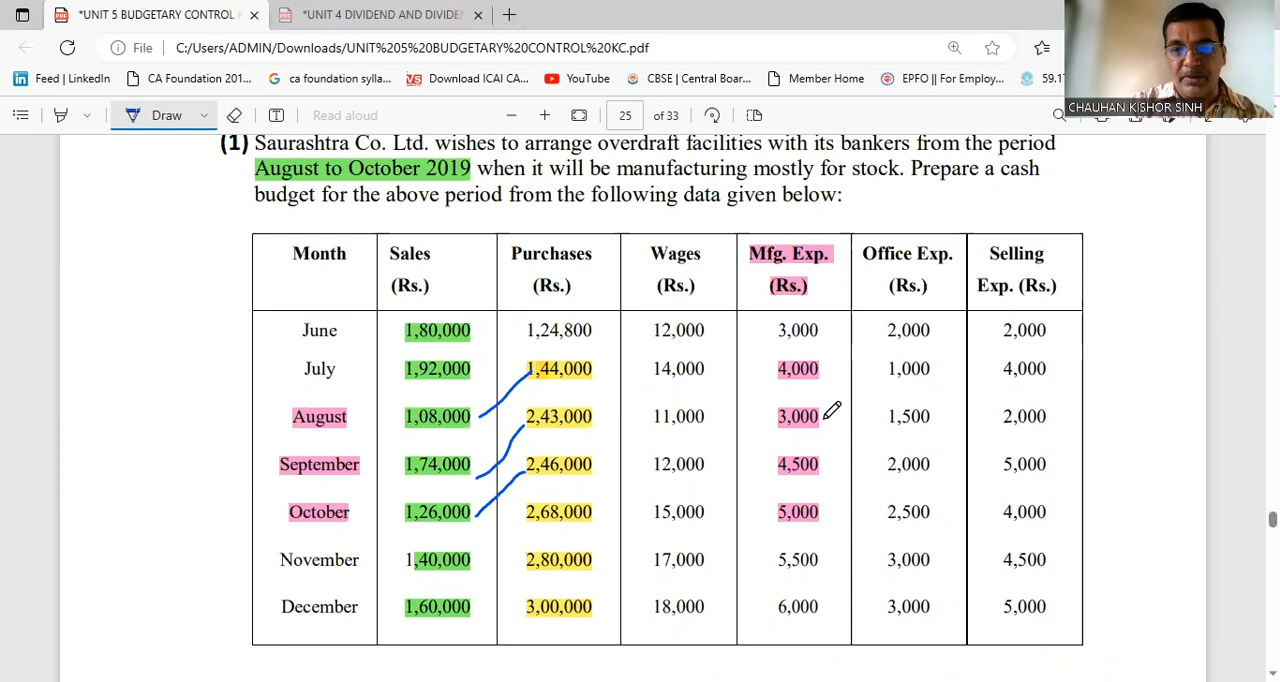 *UNIT 5 BUDGETARY CONTROL
*UNIT 4 DIVIDEND AND DIVIDE
File C:/Users/ADMIN/Downloads/UNIT%205%20BUDGETARY%20CONTROL%20KC.pdf
Feed | LinkedIn CA Foundation 201... ca foundation sylla... Download ICAI CA... YouTube CBSE | Central Boar... Member Home EPFO || For Employ... 59.1
CHAUHAN KISHOR SINH
Draw Read aloud 25 of 33
(1) Saurashtra Co. Ltd. wishes to arrange overdraft facilities with its bankers from the period
August to October 2019 when it will be manufacturing mostly for stock. Prepare a cash
budget for the above period from the following data given below:
Month Sales Purchases Wages Mfg. Exp. Office Exp. Selling
(Rs.) (Rs.) (Rs.) (Rs.) (Rs.) Exp. (Rs.)
June 1,80,000 1,24,800 12,000 3,000 2,000 2,000
July 1,92,000 1,44,000 14,000 4,000 1,000 4,000
August 1,08,000 2,43,000 11,000 3,000 1,500 2,000
September 1,74,000 2,46,000 12,000 4,500 2,000 5,000
October 1,26,000 2,68,000 15,000 5,000 2,500 4,000
November 1,40,000 2,80,000 17,000 5,500 3,000 4,500
December 1,60,000 3,00,000 18,000 6,000 3,000 5,000